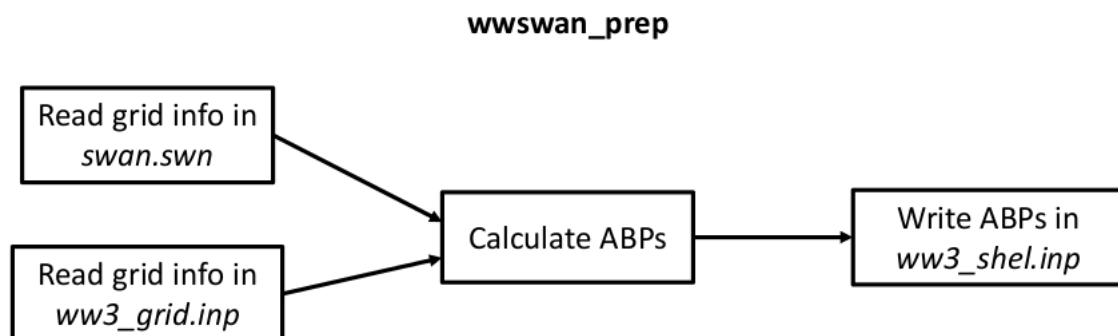 wwswan_prep
Read grid info in
swan.swn
Read grid info in
ww3_grid.inp
Calculate ABPs
Write ABPs in
ww3_shel.inp